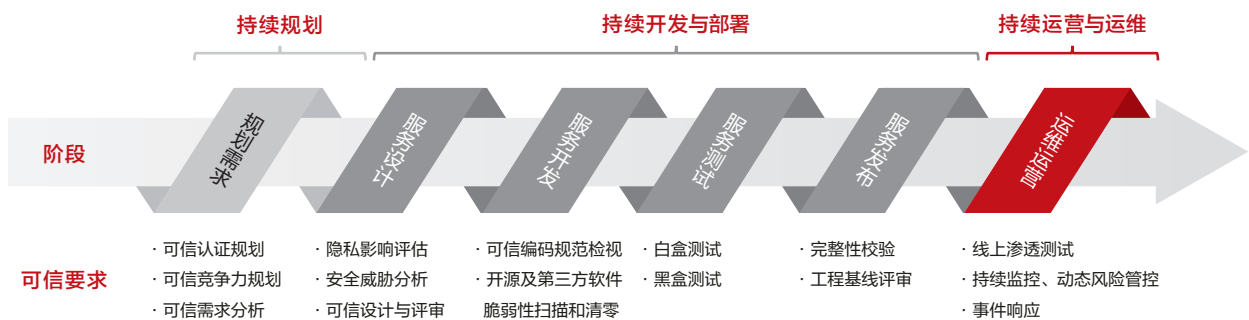 持续规划
持续开发与部署
持续运营与运维
阶段
规划需求
服务设计
服务开发
服务测试
服务发布
运维运营
可信要求
· 可信认证规划
· 可信竞争力规划
· 可信需求分析
· 隐私影响评估
· 安全威胁分析
· 可信设计与评审
· 可信编码规范检视
· 开源及第三方软件
脆弱性扫描和清零
· 白盒测试
· 黑盒测试
· 完整性校验
· 工程基线评审
· 线上渗透测试
· 持续监控、动态风险管控
· 事件响应